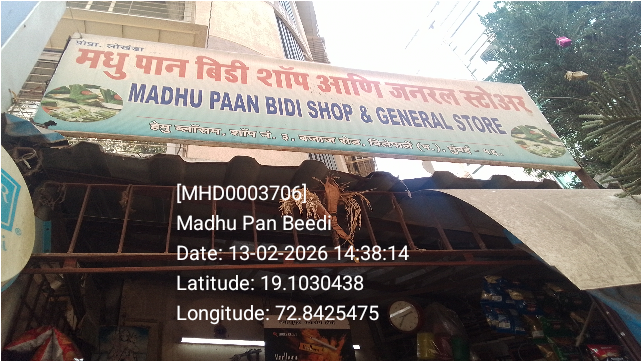 प्रोप्रा. लोखंडा
मधु पान बिडी शॉप आणि जनरल स्टोअर.
MADHU PAAN BIDI SHOP & GENERAL STORE
[MHD0003706]
Madhu Pan Beedi
Date: 13-02-2026 14:38:14
Latitude: 19.1030438
Longitude: 72.8425475